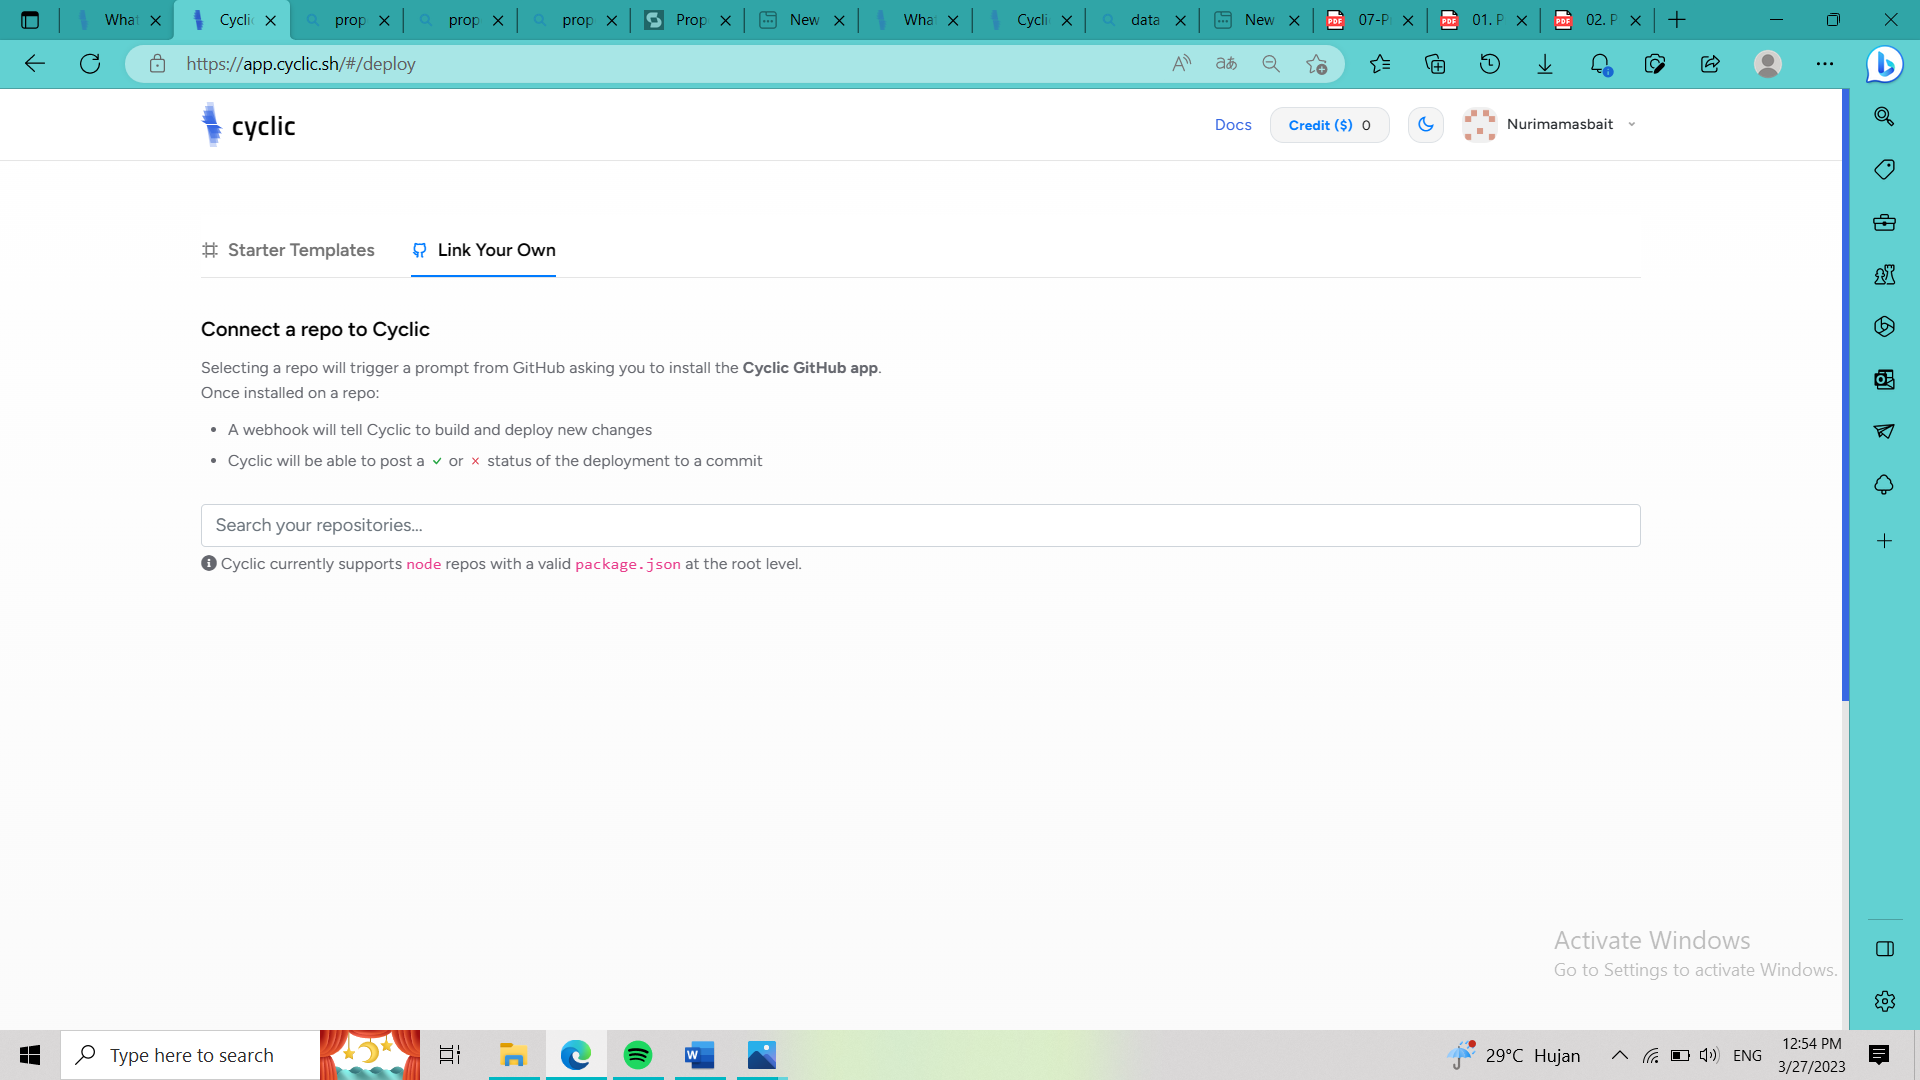 What
Cyclic
prop
prop
prop
Prop
New
What
Cyclic
data
New
07-P
01. P
02. P
https://app.cyclic.sh/#/deploy
cyclic
Docs
Credit ($) 0
Nurimamasbait
Starter Templates
Link Your Own
Connect a repo to Cyclic
Selecting a repo will trigger a prompt from GitHub asking you to install the Cyclic GitHub app.
Once installed on a repo:
• A webhook will tell Cyclic to build and deploy new changes
• Cyclic will be able to post a ✓ or × status of the deployment to a commit
Search your repositories...
Cyclic currently supports node repos with a valid package.json at the root level.
Activate Windows
Go to Settings to activate Windows.
Type here to search
29°C Hujan
ENG
12:54 PM
3/27/2023